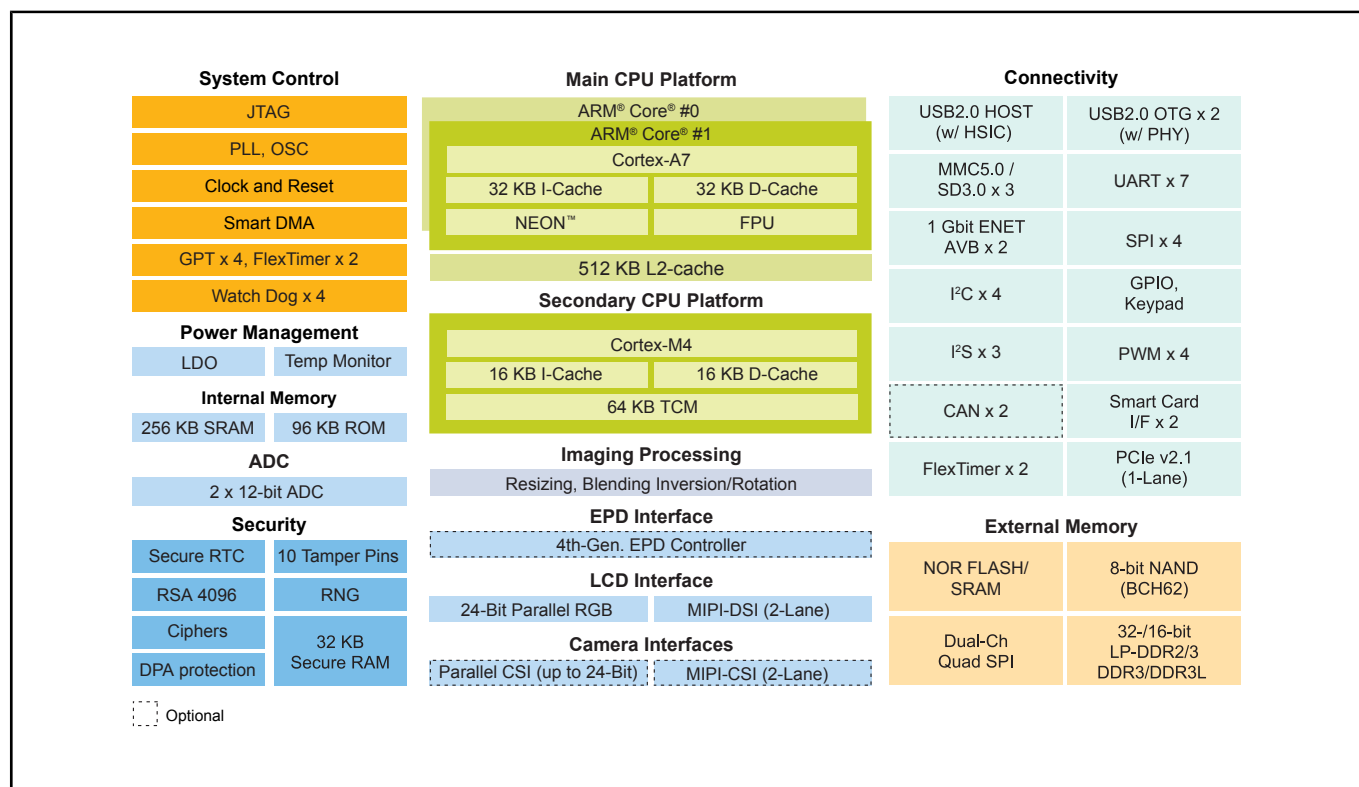 System Control
JTAG
PLL, OSC
Clock and Reset
Smart DMA
GPT x 4, FlexTimer x 2
Watch Dog x 4
Power Management
LDO
Temp Monitor
Internal Memory
256 KB SRAM
96 KB ROM
ADC
2 x 12-bit ADC
Security
Secure RTC
10 Tamper Pins
RSA 4096
RNG
Ciphers
DPA protection
32 KB
Secure RAM
Optional
Main CPU Platform
ARM® Core® #0
ARM® Core® #1
Cortex-A7
32 KB I-Cache
32 KB D-Cache
NEON™
FPU
512 KB L2-cache
Secondary CPU Platform
Cortex-M4
16 KB I-Cache
16 KB D-Cache
64 KB TCM
Imaging Processing
Resizing, Blending Inversion/Rotation
EPD Interface
4th-Gen. EPD Controller
LCD Interface
24-Bit Parallel RGB
MIPI-DSI (2-Lane)
Camera Interfaces
Parallel CSI (up to 24-Bit)
MIPI-CSI (2-Lane)
Connectivity
USB2.0 HOST
(w/ HSIC)
USB2.0 OTG x 2
(w/ PHY)
MMC5.0 /
SD3.0 x 3
UART x 7
1 Gbit ENET
AVB x 2
SPI x 4
I²C x 4
GPIO,
Keypad
I²S x 3
PWM x 4
CAN x 2
Smart Card
I/F x 2
FlexTimer x 2
PCIe v2.1
(1-Lane)
External Memory
NOR FLASH/
SRAM
8-bit NAND
(BCH62)
Dual-Ch
Quad SPI
32-/16-bit
LP-DDR2/3
DDR3/DDR3L